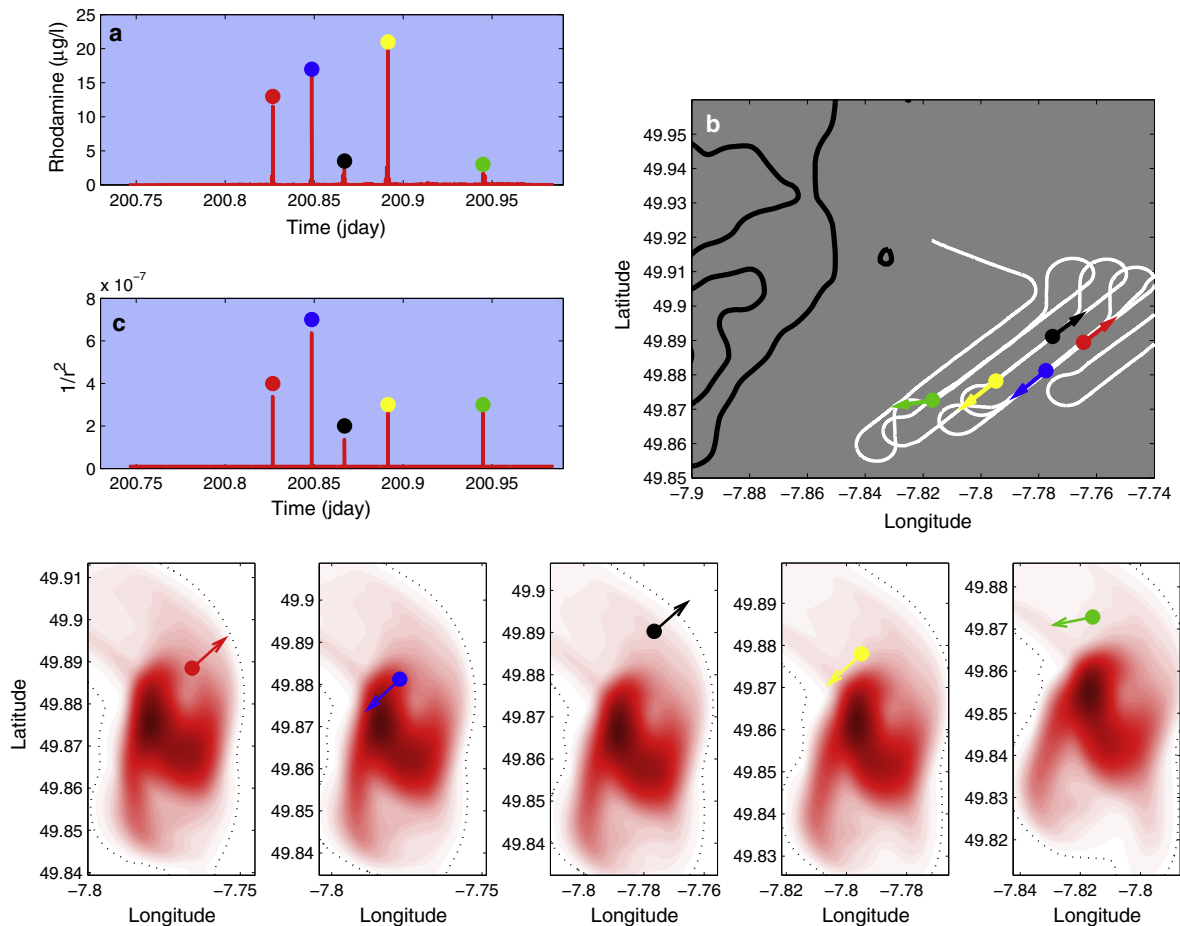 a
25
20
15
10
5
0
Rhodamine (μg/l)
200.75 200.8 200.85 200.9 200.95
Time (jday)
b
49.95
49.94
49.93
49.92
49.91
49.9
49.89
49.88
49.87
49.86
49.85
Latitude
−7.9 −7.88 −7.86 −7.84 −7.82 −7.8 −7.78 −7.76 −7.74
Longitude
x 10⁻⁷
c
8
6
4
2
0
1/r²
200.75 200.8 200.85 200.9 200.95
Time (jday)
Latitude
49.91
49.9
49.89
49.88
49.87
49.86
49.85
49.84
−7.8 −7.75
Longitude
49.9
49.89
49.88
49.87
49.86
49.85
49.84
−7.8 −7.75
Longitude
49.9
49.89
49.88
49.87
49.86
49.85
49.84
−7.8 −7.78 −7.76
Longitude
49.89
49.88
49.87
49.86
49.85
49.84
49.83
−7.82 −7.8 −7.78
Longitude
49.88
49.87
49.86
49.85
49.84
49.83
49.82
−7.84 −7.82 −7.8
Longitude